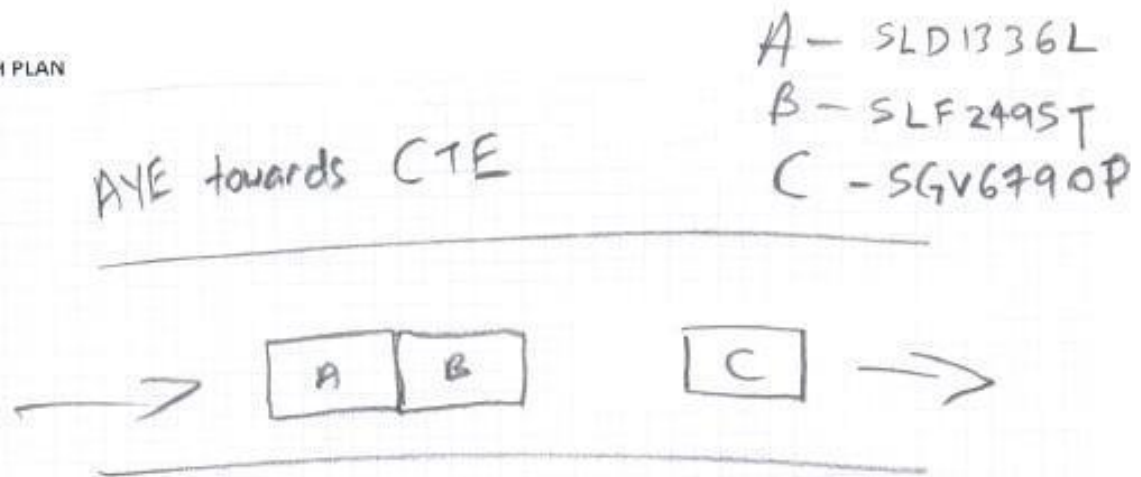 A - SLD1336L
M PLAN
B - SLF2495T
AYE towards CTE
C - SGV6790P
A B C